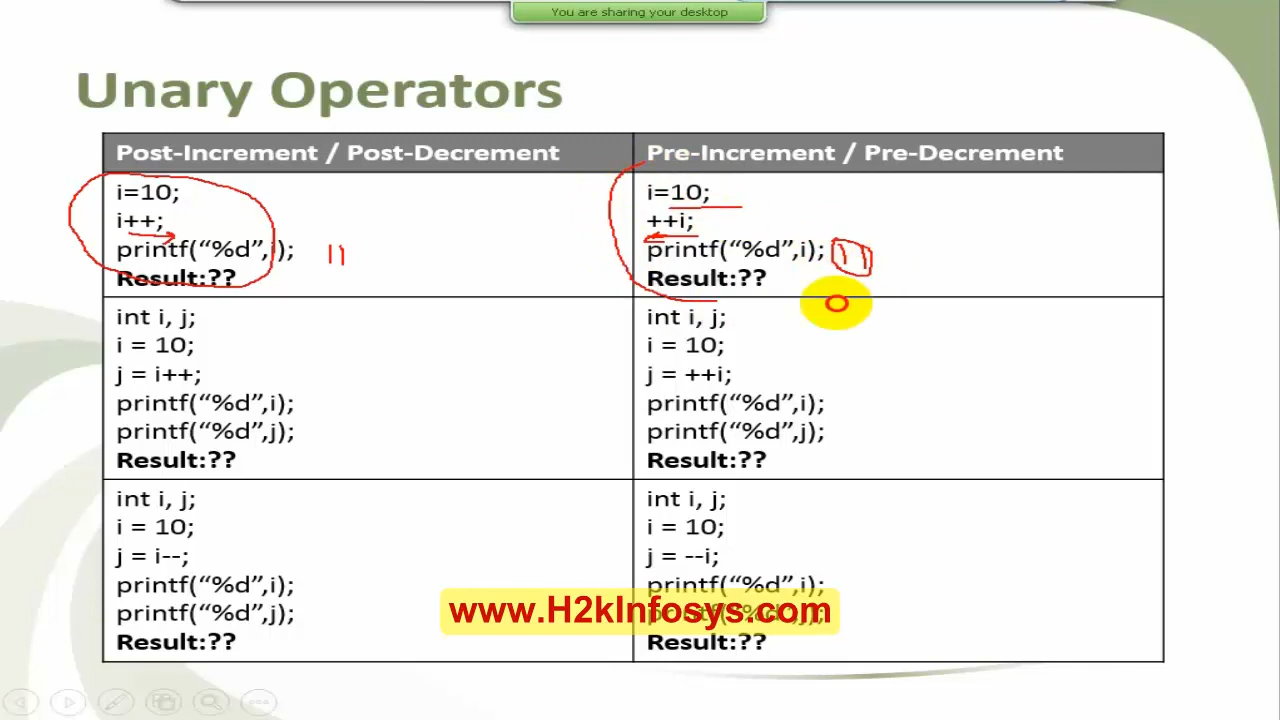 You are sharing your desktop
Unary Operators
Post-Increment / Post-Decrement
i=10;
i++;
printf(“%d”,i); 11
Result:??
Pre-Increment / Pre-Decrement
i=10;
++i;
printf(“%d”,i); 11
Result:??
int i, j;
i = 10;
j = i++;
printf(“%d”,i);
printf(“%d”,j);
Result:??
int i, j;
i = 10;
j = ++i;
printf(“%d”,i);
printf(“%d”,j);
Result:??
int i, j;
i = 10;
j = i--;
printf(“%d”,i);
printf(“%d”,j);
Result:??
int i, j;
i = 10;
j = --i;
printf(“%d”,i);
printf(“%d”,j);
Result:??
www.H2kInfosys.com